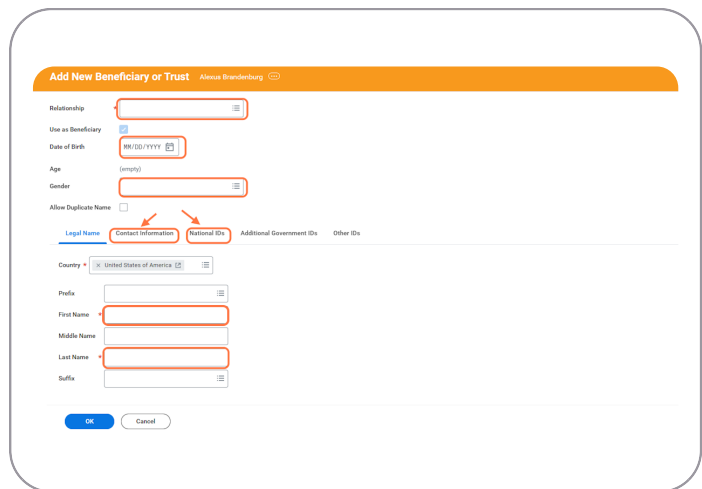 Add New Beneficiary or Trust Alexus Brandenburg
Relationship *
Use as Beneficiary
Date of Birth MM/DD/YYYY
Age (empty)
Gender
Allow Duplicate Name
Legal Name Contact Information National IDs Additional Government IDs Other IDs
Country * × United States of America
Prefix
First Name *
Middle Name
Last Name *
Suffix
OK Cancel